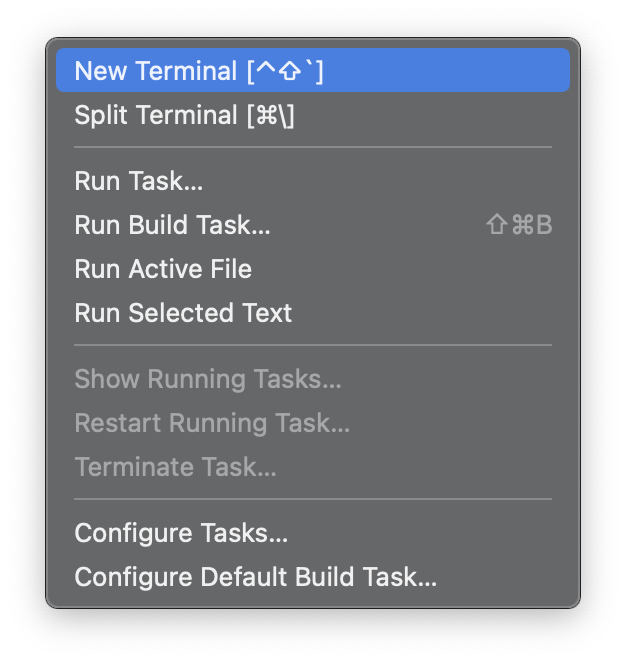 New Terminal [^⇧`]
Split Terminal [⌘\]
Run Task...
Run Build Task... ⇧⌘B
Run Active File
Run Selected Text
Show Running Tasks...
Restart Running Task...
Terminate Task...
Configure Tasks...
Configure Default Build Task...